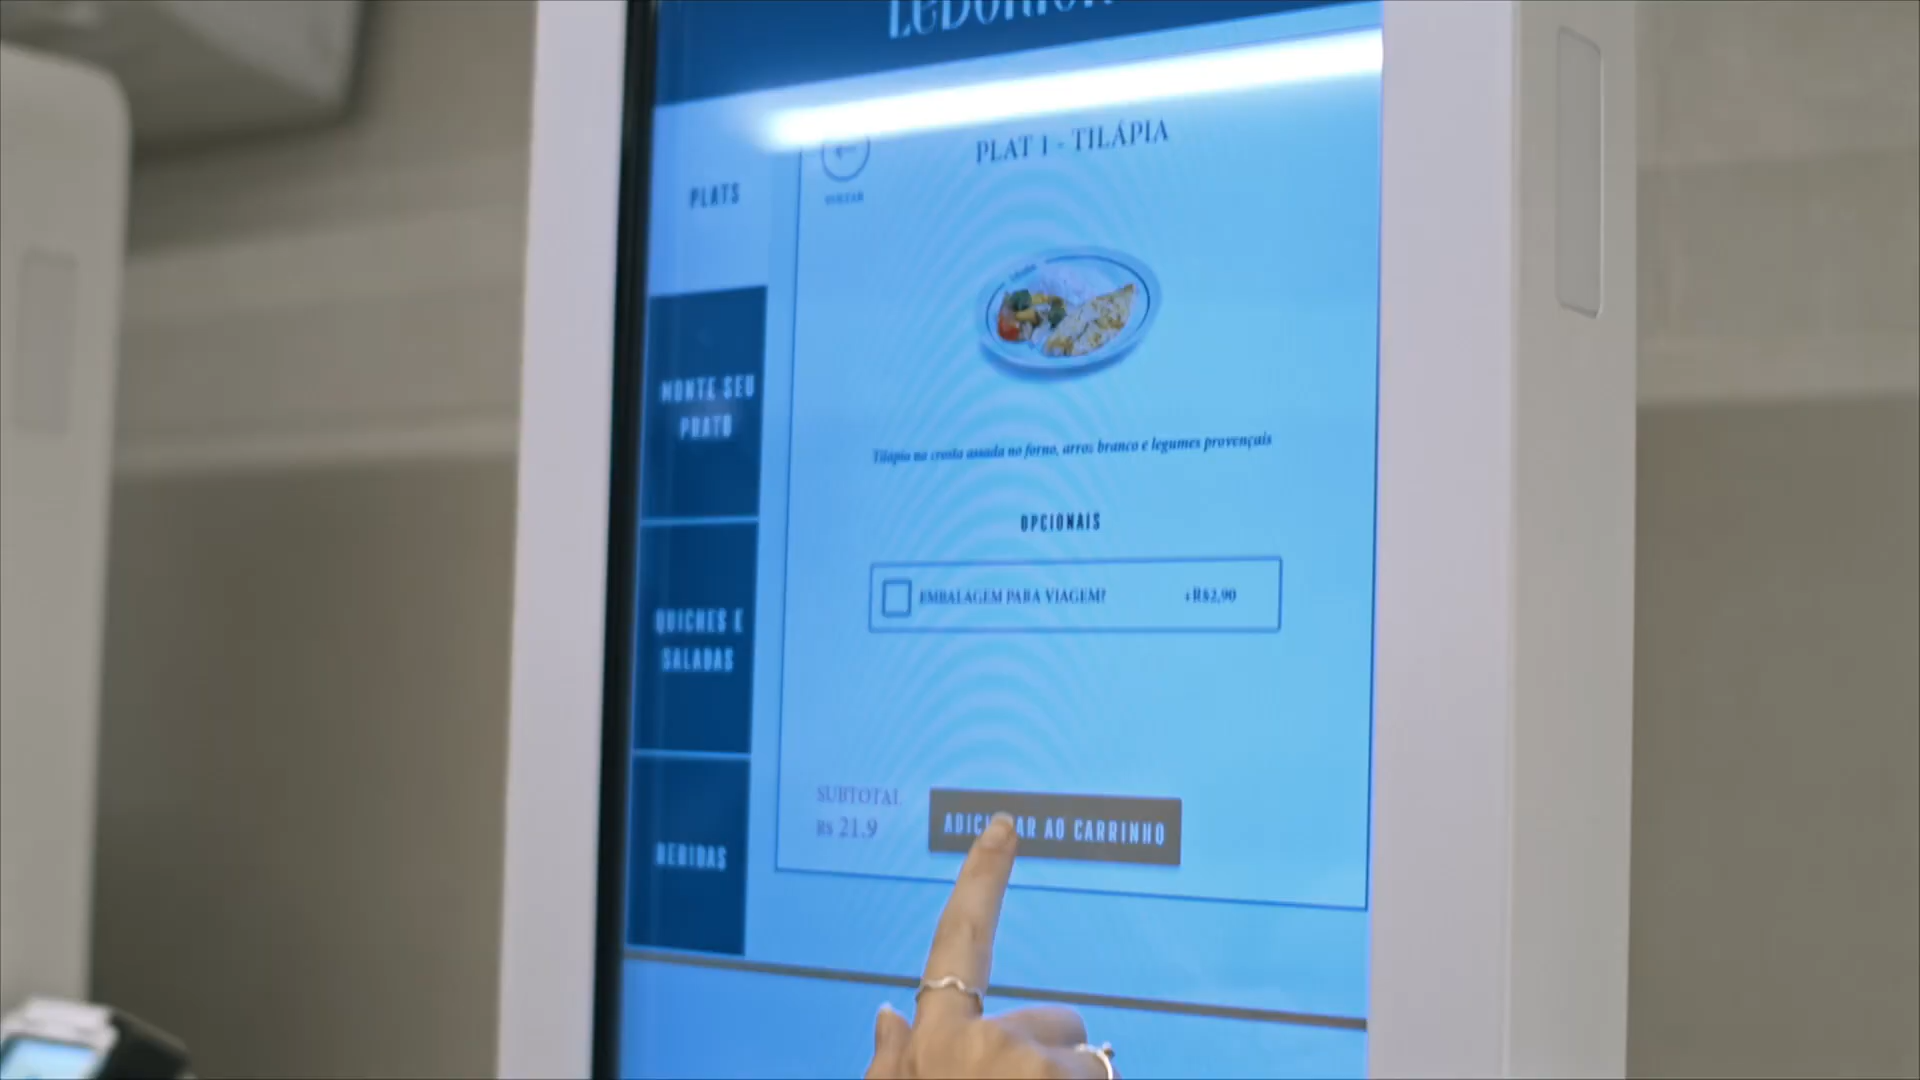 PLAT 1 - TILÁPIA
VOLTAR
PLATS
MONTE SEU
PRATO
QUICHES E
SALADAS
BEBIDAS
Tilápia na crosta assada no forno, arroz branco e legumes provençais
OPCIONAIS
EMBALAGEM PARA VIAGEM? +R$2,90
SUBTOTAL
R$ 21.9
AO CARRINHO